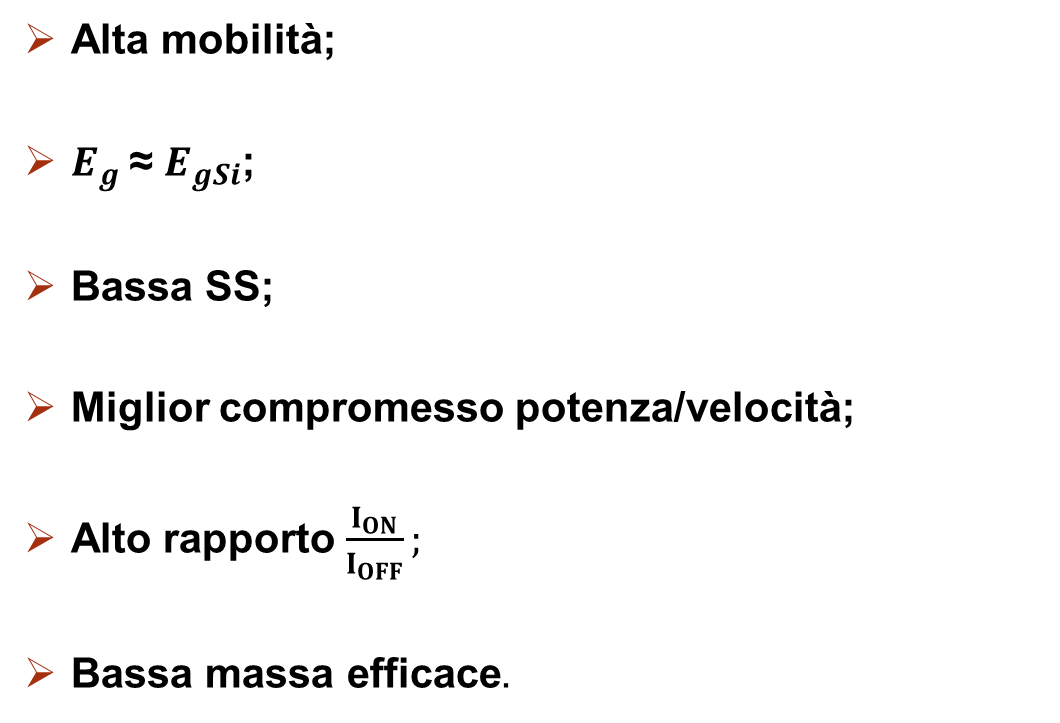 ➢ Alta mobilità;
➢ E_g ≈ E_gSi;
➢ Bassa SS;
➢ Miglior compromesso potenza/velocità;
➢ Alto rapporto I_ON/I_OFF;
➢ Bassa massa efficace.